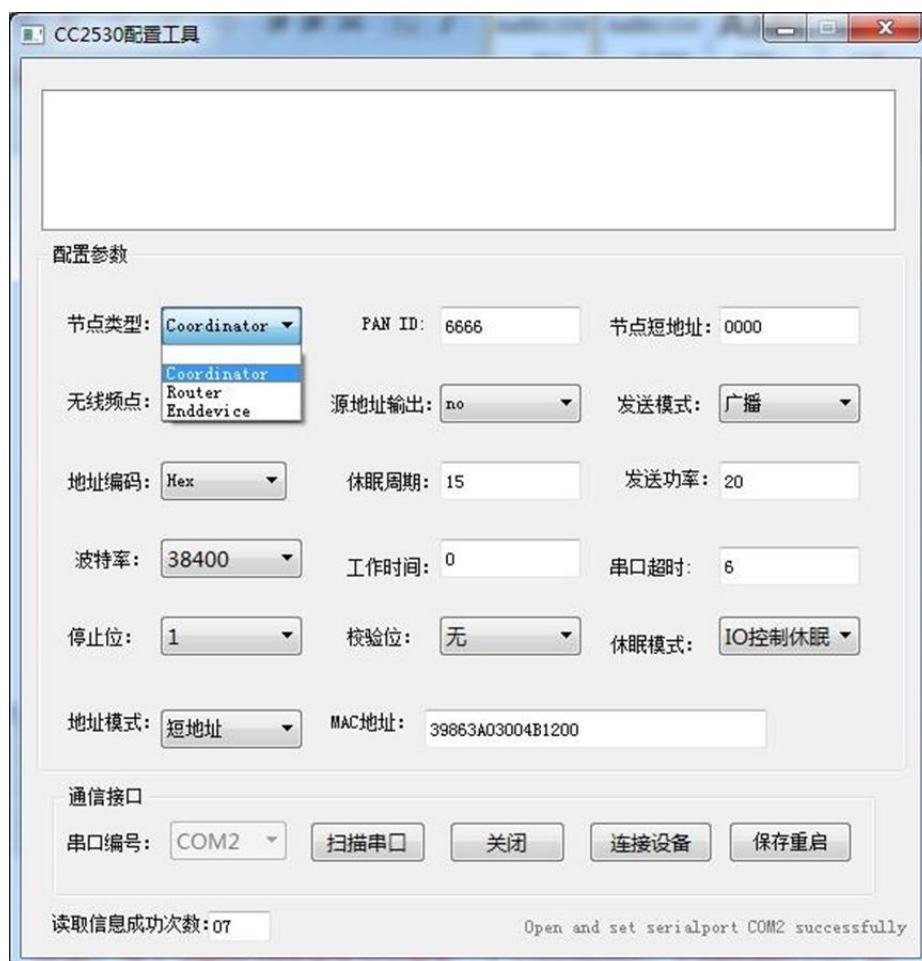 CC2530配置工具
配置参数
节点类型: Coordinator PAN ID: 6666 节点短地址: 0000
Coordinator
Router
Enddevice
无线频点: 源地址输出: no 发送模式: 广播
地址编码: Hex 休眠周期: 15 发送功率: 20
波特率: 38400 工作时间: 0 串口超时: 6
停止位: 1 校验位: 无 休眠模式: IO控制休眠
地址模式: 短地址 MAC地址: 39863A03004B1200
通信接口
串口编号: COM2 扫描串口 关闭 连接设备 保存重启
读取信息成功次数: 07 Open and set serialport COM2 successfully